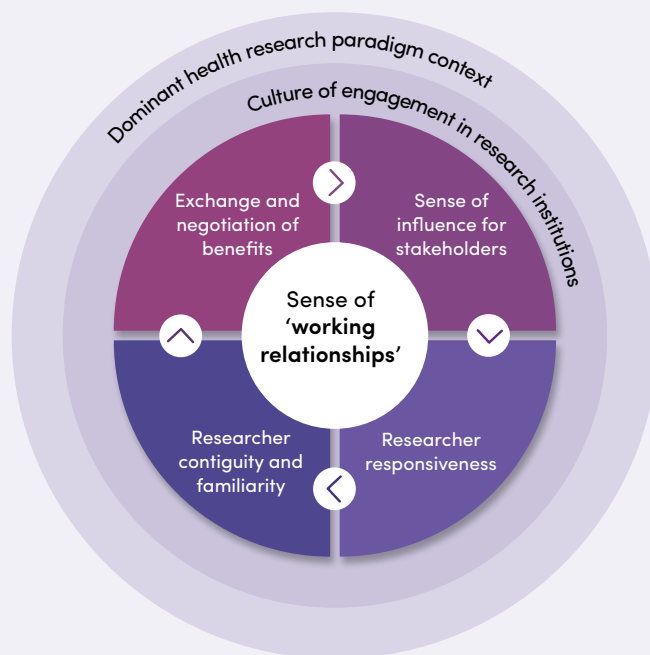 Dominant health research paradigm context
Culture of engagement in research institutions
Exchange and
negotiation of
benefits
Sense of
influence for
stakeholders
Sense of
‘working
relationships’
Researcher
contiguity and
familiarity
Researcher
responsiveness